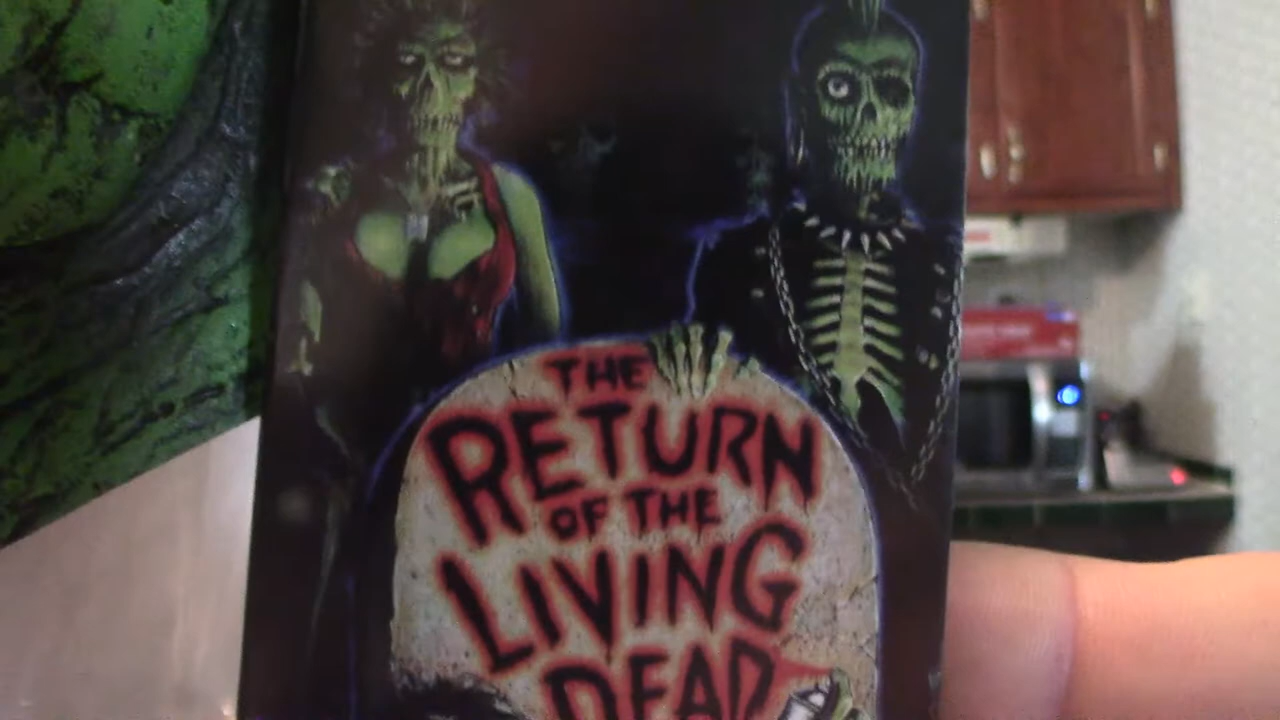 THE
RETURN
OF THE
LIVING
DEAD